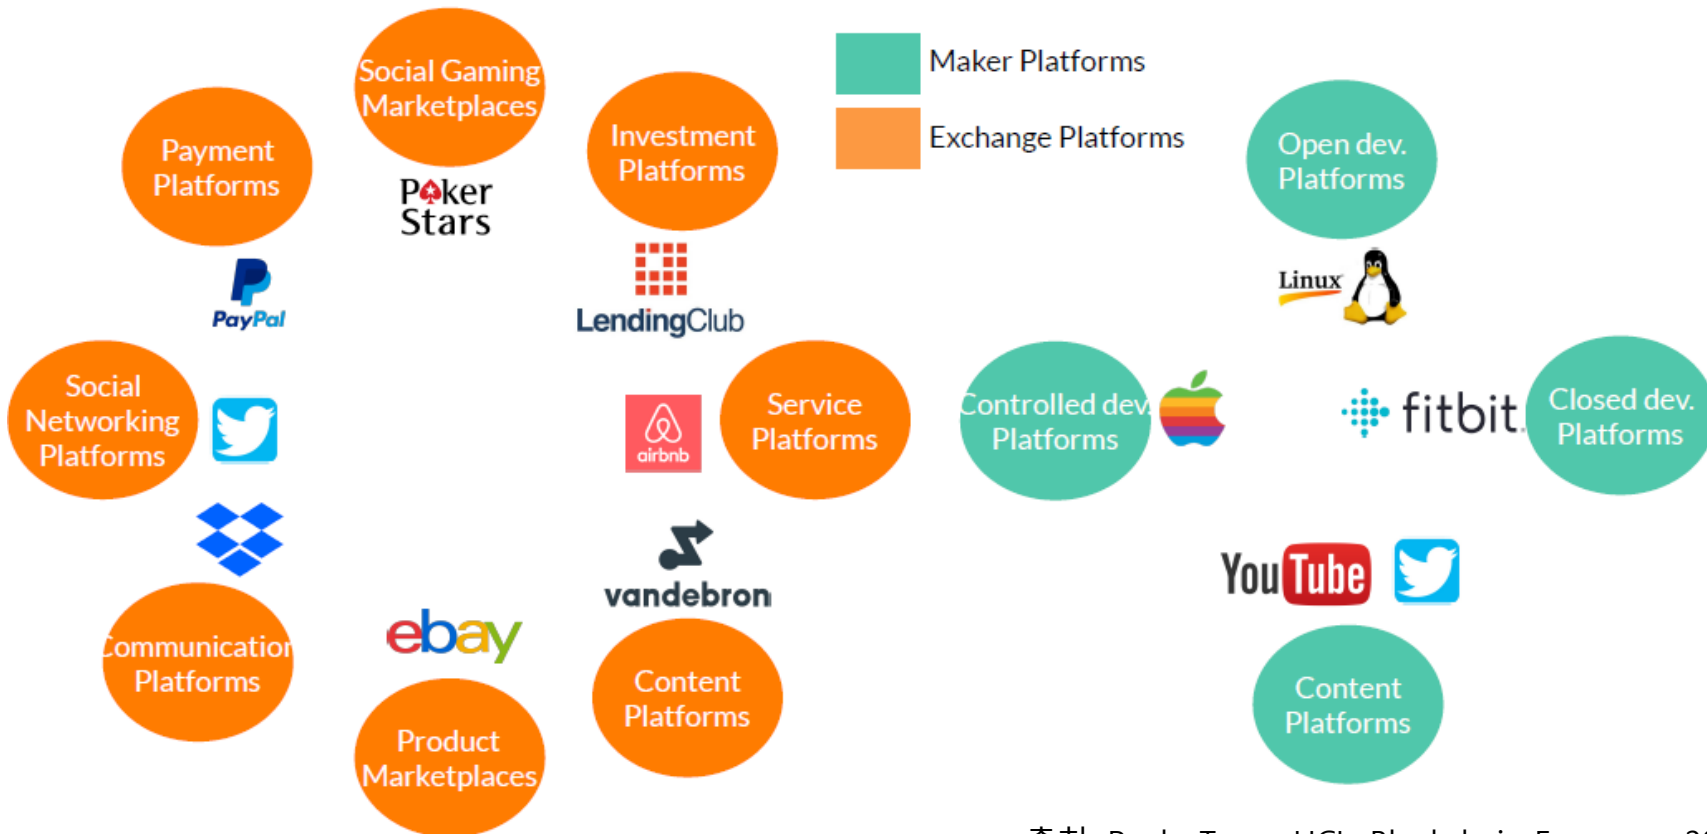 Social Gaming
Marketplaces
Payment
Platforms
Investment
Platforms
Maker Platforms
Exchange Platforms
Open dev.
Platforms
Poker
Stars
PayPal
LendingClub
Linux
Social
Networking
Platforms
airbnb
Service
Platforms
Controlled dev.
Platforms
fitbit.
Closed dev.
Platforms
vandebron
YouTube
Communication
Platforms
ebay
Product
Marketplaces
Content
Platforms
Content
Platforms